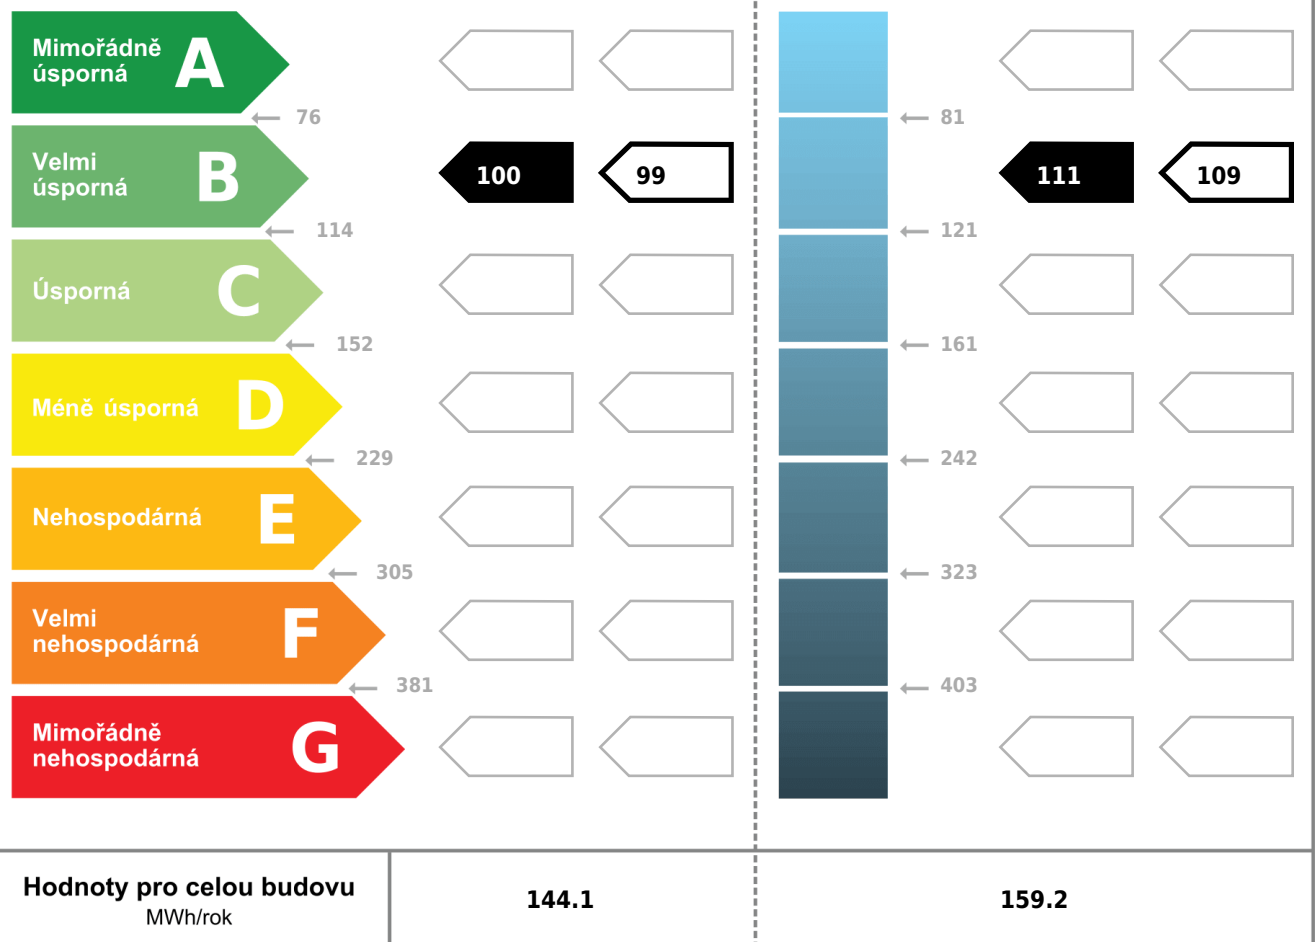 Mimořádně
úsporná
A
76
81
Velmi
úsporná
B
100
99
111
109
114
121
Úsporná
C
152
161
Méně úsporná
D
229
242
Nehospodárná
E
305
323
Velmi
nehospodárná
F
381
403
Mimořádně
nehospodárná
G
Hodnoty pro celou budovu
MWh/rok
144.1
159.2